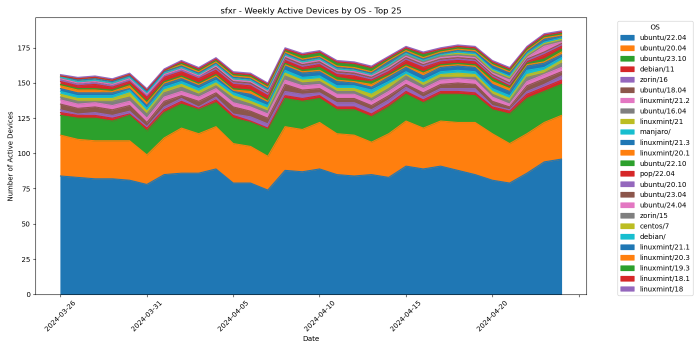 sfxr - Weekly Active Devices by OS - Top 25
Number of Active Devices
175
150
125
100
75
50
25
0
2024-03-26
2024-03-31
2024-04-05
2024-04-10
2024-04-15
2024-04-20
Date
OS
ubuntu/22.04
ubuntu/20.04
ubuntu/23.10
debian/11
zorin/16
ubuntu/18.04
linuxmint/21.2
ubuntu/16.04
linuxmint/21
manjaro/
linuxmint/21.3
linuxmint/20.1
ubuntu/22.10
pop/22.04
ubuntu/20.10
ubuntu/23.04
ubuntu/24.04
zorin/15
centos/7
debian/
linuxmint/21.1
linuxmint/20.3
linuxmint/19.3
linuxmint/18.1
linuxmint/18